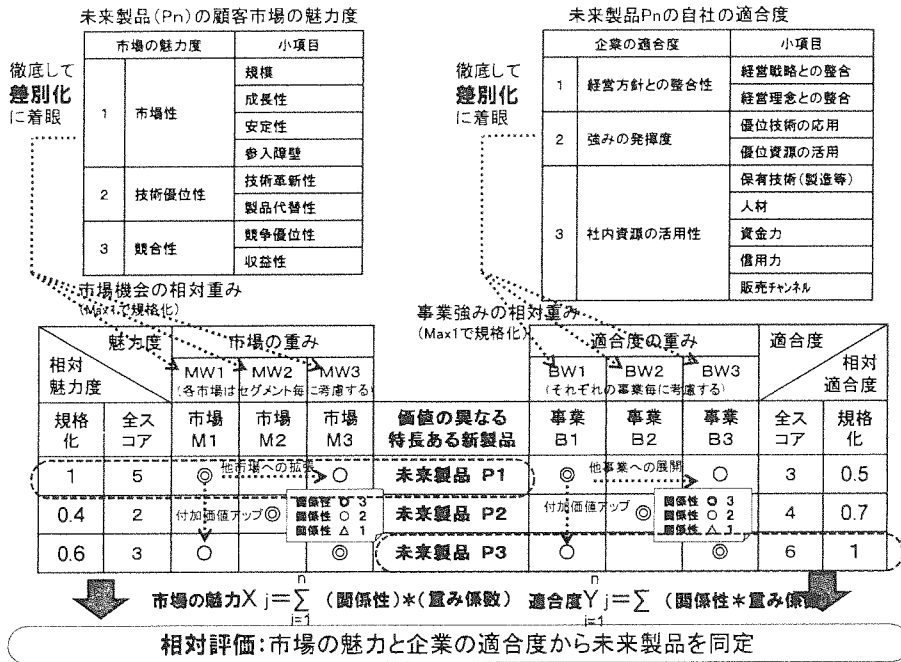 未来製品(Pn)の顧客市場の魅力度
市場の魅力度 小項目
1 市場性 規模
成長性
安定性
参入障壁
2 技術優位性 技術革新性
製品代替性
3 競合性 競争優位性
収益性
徹底して
差別化
に着眼
未来製品Pnの自社の適合度
企業の適合度 小項目
1 経営方針との整合性 経営戦略との整合
経営理念との整合
2 強みの発揮度 優位技術の応用
優位資源の活用
3 社内資源の活用性 保有技術(製造等)
人材
資金力
信用力
販売チャンネル
徹底して
差別化
に着眼
市場機会の相対重み
(Max1で規格化)
事業強みの相対重み
(Max1で規格化)
魅力度 市場の重み 適合度の重み 適合度
相対
魅力度
MW1 MW2 MW3 BW1 BW2 BW3
(各市場はセグメント毎に考慮する) (それぞれの事業毎に考慮する)
相対
適合度
規格化 全スコア 市場M1 市場M2 市場M3 価値の異なる特長ある新製品 事業B1 事業B2 事業B3 全スコア 規格化
1 5 ◎ 他市場への拡張 ○ 未来製品 P1 ◎ 他事業への展開 ○ 3 0.5
0.4 2 付加価値アップ ◎ 未来製品 P2 付加価値アップ ◎ 4 0.7
関係性 ◎ 3
関係性 ○ 2
関係性 △ 1
関係性 ◎ 3
関係性 ○ 2
関係性 △ 1
0.6 3 ○ ◎ 未来製品 P3 ○ ◎ 6 1
市場の魅力X j=∑ (関係性)*(重み係数) 適合度Y j=∑ (関係性*重み係数)
n
i=1
n
i=1
相対評価:市場の魅力と企業の適合度から未来製品を同定